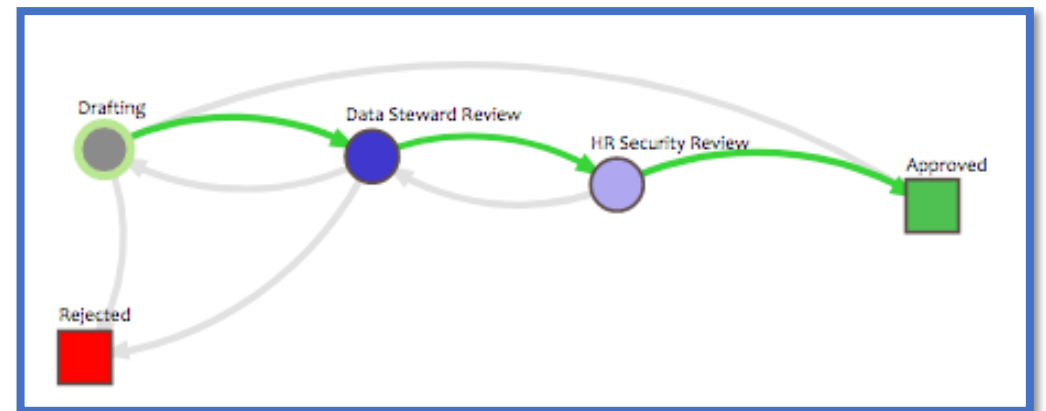 Drafting
Data Steward Review
HR Security Review
Approved
Rejected